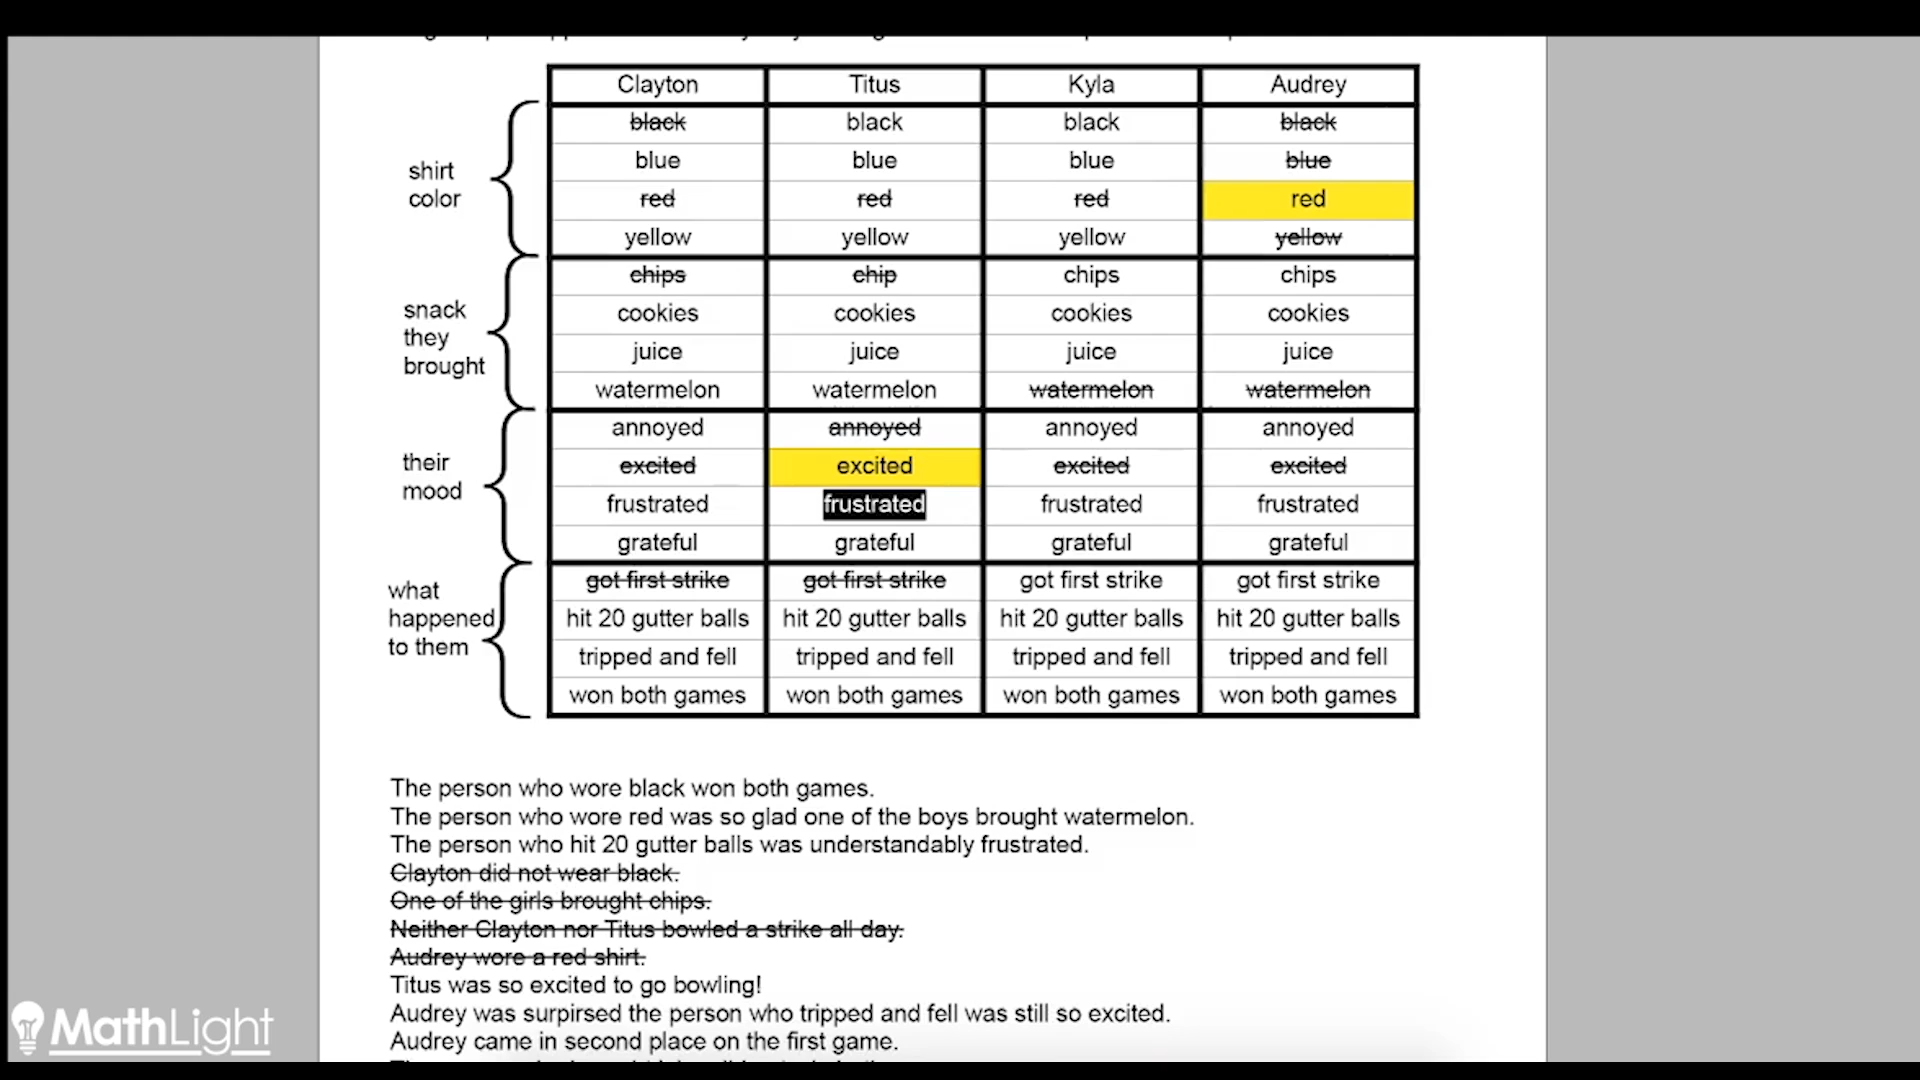 Clayton Titus Kyla Audrey
black black black black
blue blue blue blue
red red red red
yellow yellow yellow yellow
shirt
color
chips chip chips chips
cookies cookies cookies cookies
juice juice juice juice
watermelon watermelon watermelon watermelon
snack
they
brought
annoyed annoyed annoyed annoyed
excited excited excited excited
frustrated frustrated frustrated frustrated
grateful grateful grateful grateful
their
mood
got first strike got first strike got first strike got first strike
hit 20 gutter balls hit 20 gutter balls hit 20 gutter balls hit 20 gutter balls
tripped and fell tripped and fell tripped and fell tripped and fell
won both games won both games won both games won both games
what
happened
to them
The person who wore black won both games.
The person who wore red was so glad one of the boys brought watermelon.
The person who hit 20 gutter balls was understandably frustrated.
Clayton did not wear black.
One of the girls brought chips.
Neither Clayton nor Titus bowled a strike all day.
Audrey wore a red shirt.
Titus was so excited to go bowling!
Audrey was surpirsed the person who tripped and fell was still so excited.
Audrey came in second place on the first game.
MathLight